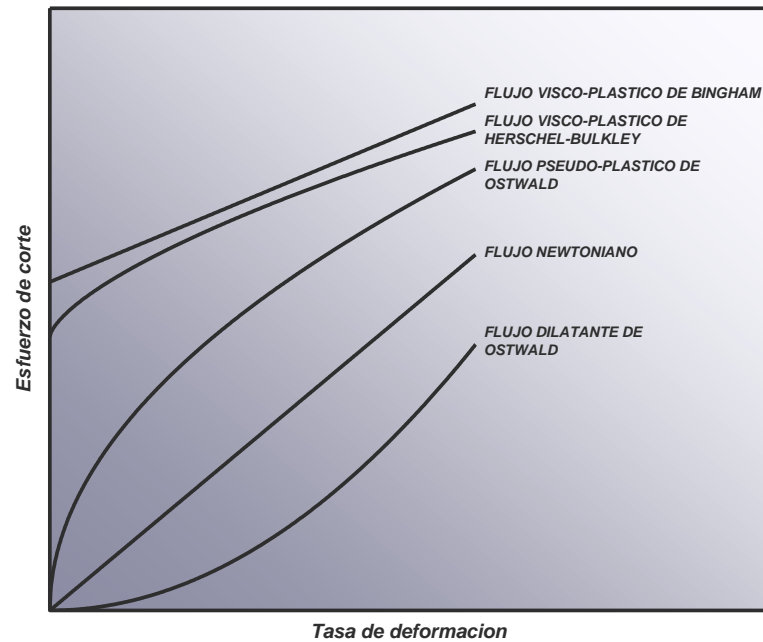 FLUJO VISCO-PLASTICO DE BINGHAM
FLUJO VISCO-PLASTICO DE
HERSCHEL-BULKLEY
FLUJO PSEUDO-PLASTICO DE
OSTWALD
FLUJO NEWTONIANO
FLUJO DILATANTE DE
OSTWALD
Esfuerzo de corte
Tasa de deformacion